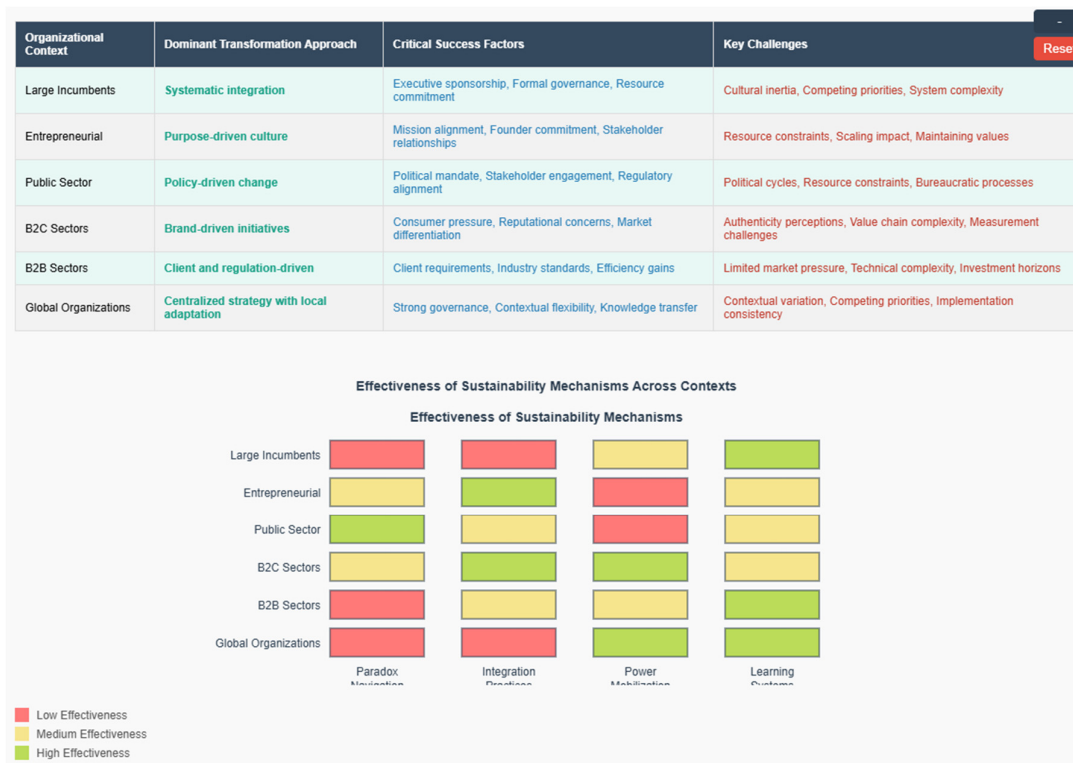 Organizational
Context
Dominant Transformation Approach
Critical Success Factors
Key Challenges
-
Rese
Large Incumbents
Systematic integration
Executive sponsorship, Formal governance, Resource
commitment
Cultural inertia, Competing priorities, System complexity
Entrepreneurial
Purpose-driven culture
Mission alignment, Founder commitment, Stakeholder
relationships
Resource constraints, Scaling impact, Maintaining values
Public Sector
Policy-driven change
Political mandate, Stakeholder engagement, Regulatory
alignment
Political cycles, Resource constraints, Bureaucratic processes
B2C Sectors
Brand-driven initiatives
Consumer pressure, Reputational concerns, Market
differentiation
Authenticity perceptions, Value chain complexity, Measurement
challenges
B2B Sectors
Client and regulation-driven
Client requirements, Industry standards, Efficiency gains
Limited market pressure, Technical complexity, Investment horizons
Global Organizations
Centralized strategy with local
adaptation
Strong governance, Contextual flexibility, Knowledge transfer
Contextual variation, Competing priorities, Implementation
consistency
Effectiveness of Sustainability Mechanisms Across Contexts
Effectiveness of Sustainability Mechanisms
Large Incumbents
Entrepreneurial
Public Sector
B2C Sectors
B2B Sectors
Global Organizations
Paradox
Navigation
Integration
Practices
Power
Mobilization
Learning
Systems
Low Effectiveness
Medium Effectiveness
High Effectiveness